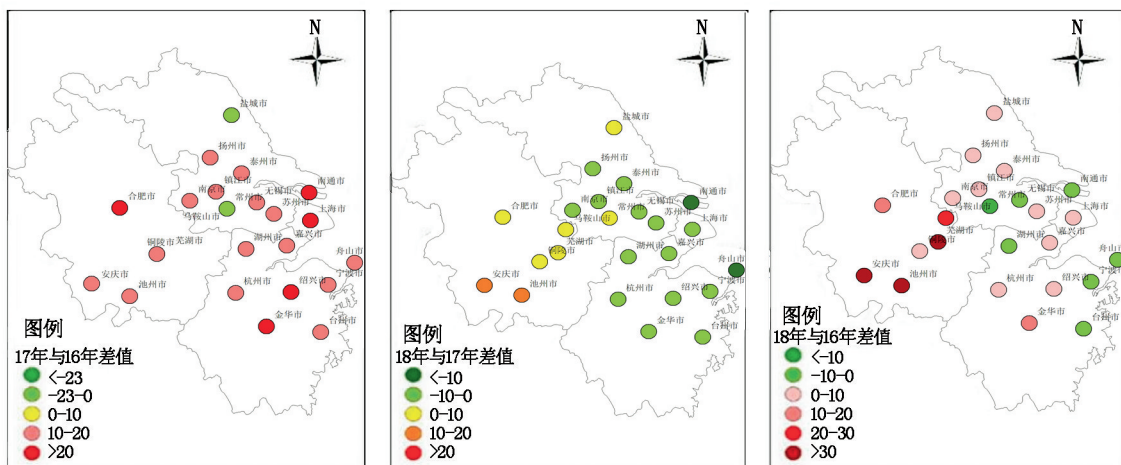 N
盐城市
扬州市
泰州市
镇江市
南京市
南通市
无锡市
常州市
苏州市
上海市
合肥市
马鞍山市
芜湖市
铜陵市
湖州市
嘉兴市
舟山市
宁波市
安庆市
池州市
杭州市
绍兴市
金华市
台州市
图例
17年与16年差值
<-23
-23-0
0-10
10-20
>20
N
盐城市
扬州市
泰州市
镇江市
南京市
南通市
无锡市
常州市
苏州市
上海市
合肥市
马鞍山市
芜湖市
铜陵市
湖州市
嘉兴市
舟山市
宁波市
安庆市
池州市
杭州市
绍兴市
金华市
台州市
图例
18年与17年差值
<-10
-10-0
0-10
10-20
>20
N
盐城市
扬州市
泰州市
镇江市
南京市
南通市
无锡市
常州市
苏州市
上海市
合肥市
马鞍山市
芜湖市
铜陵市
湖州市
嘉兴市
舟山市
宁波市
安庆市
池州市
杭州市
绍兴市
金华市
台州市
图例
18年与16年差值
<-10
-10-0
0-10
10-20
20-30
>30